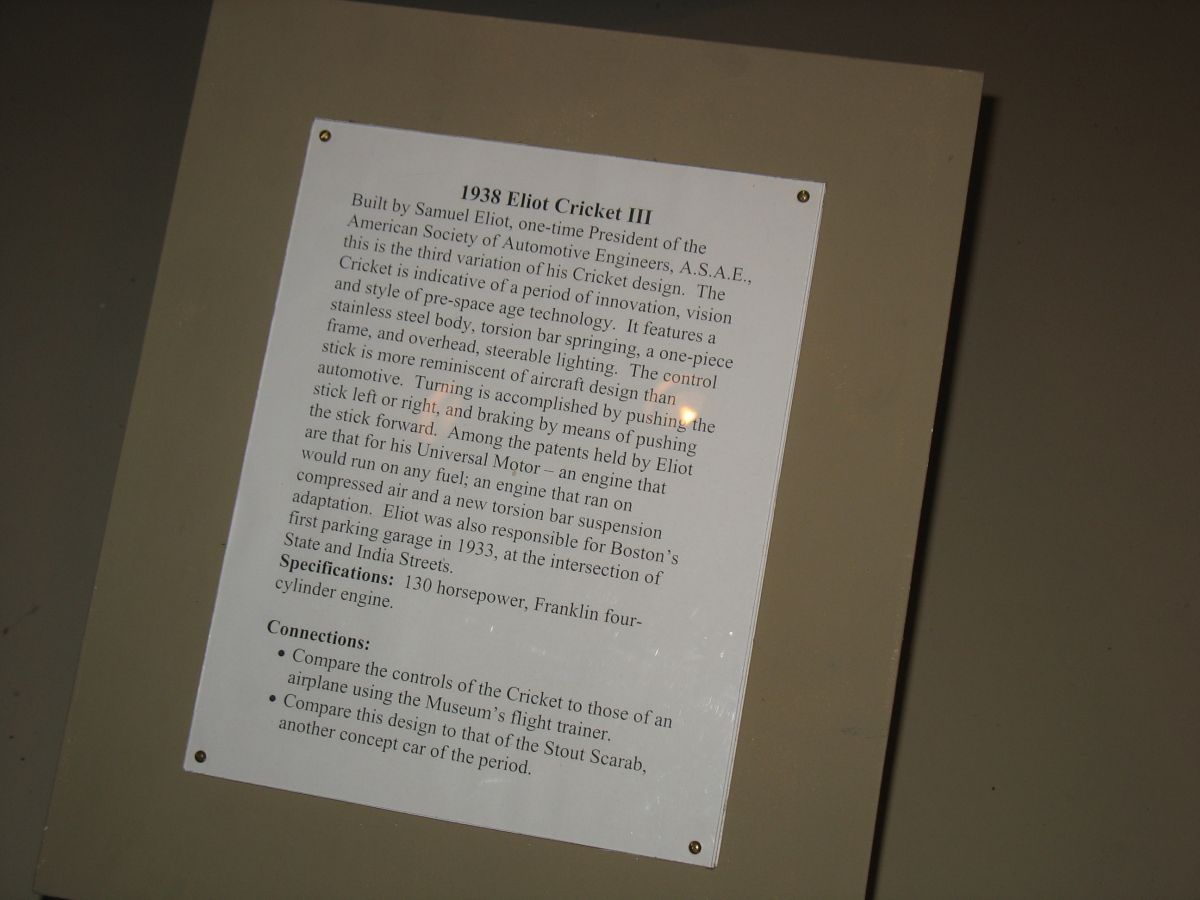 1938 Eliot Cricket III
Built by Samuel Eliot, one-time President of the
American Society of Automotive Engineers, A.S.A.E.,
this is the third variation of his Cricket design. The
Cricket is indicative of a period of innovation, vision
and style of pre-space age technology. It features a
stainless steel body, torsion bar springing, a one-piece
frame, and overhead, steerable lighting. The control
stick is more reminiscent of aircraft design than
automotive. Turning is accomplished by pushing the
stick left or right, and braking by means of pushing
the stick forward. Among the patents held by Eliot
are that for his Universal Motor – an engine that
would run on any fuel; an engine that ran on
compressed air and a new torsion bar suspension
adaptation. Eliot was also responsible for Boston's
first parking garage in 1933, at the intersection of
State and India Streets.
Specifications: 130 horsepower, Franklin four-
cylinder engine.
Connections:
• Compare the controls of the Cricket to those of an
airplane using the Museum's flight trainer.
• Compare this design to that of the Stout Scarab,
another concept car of the period.